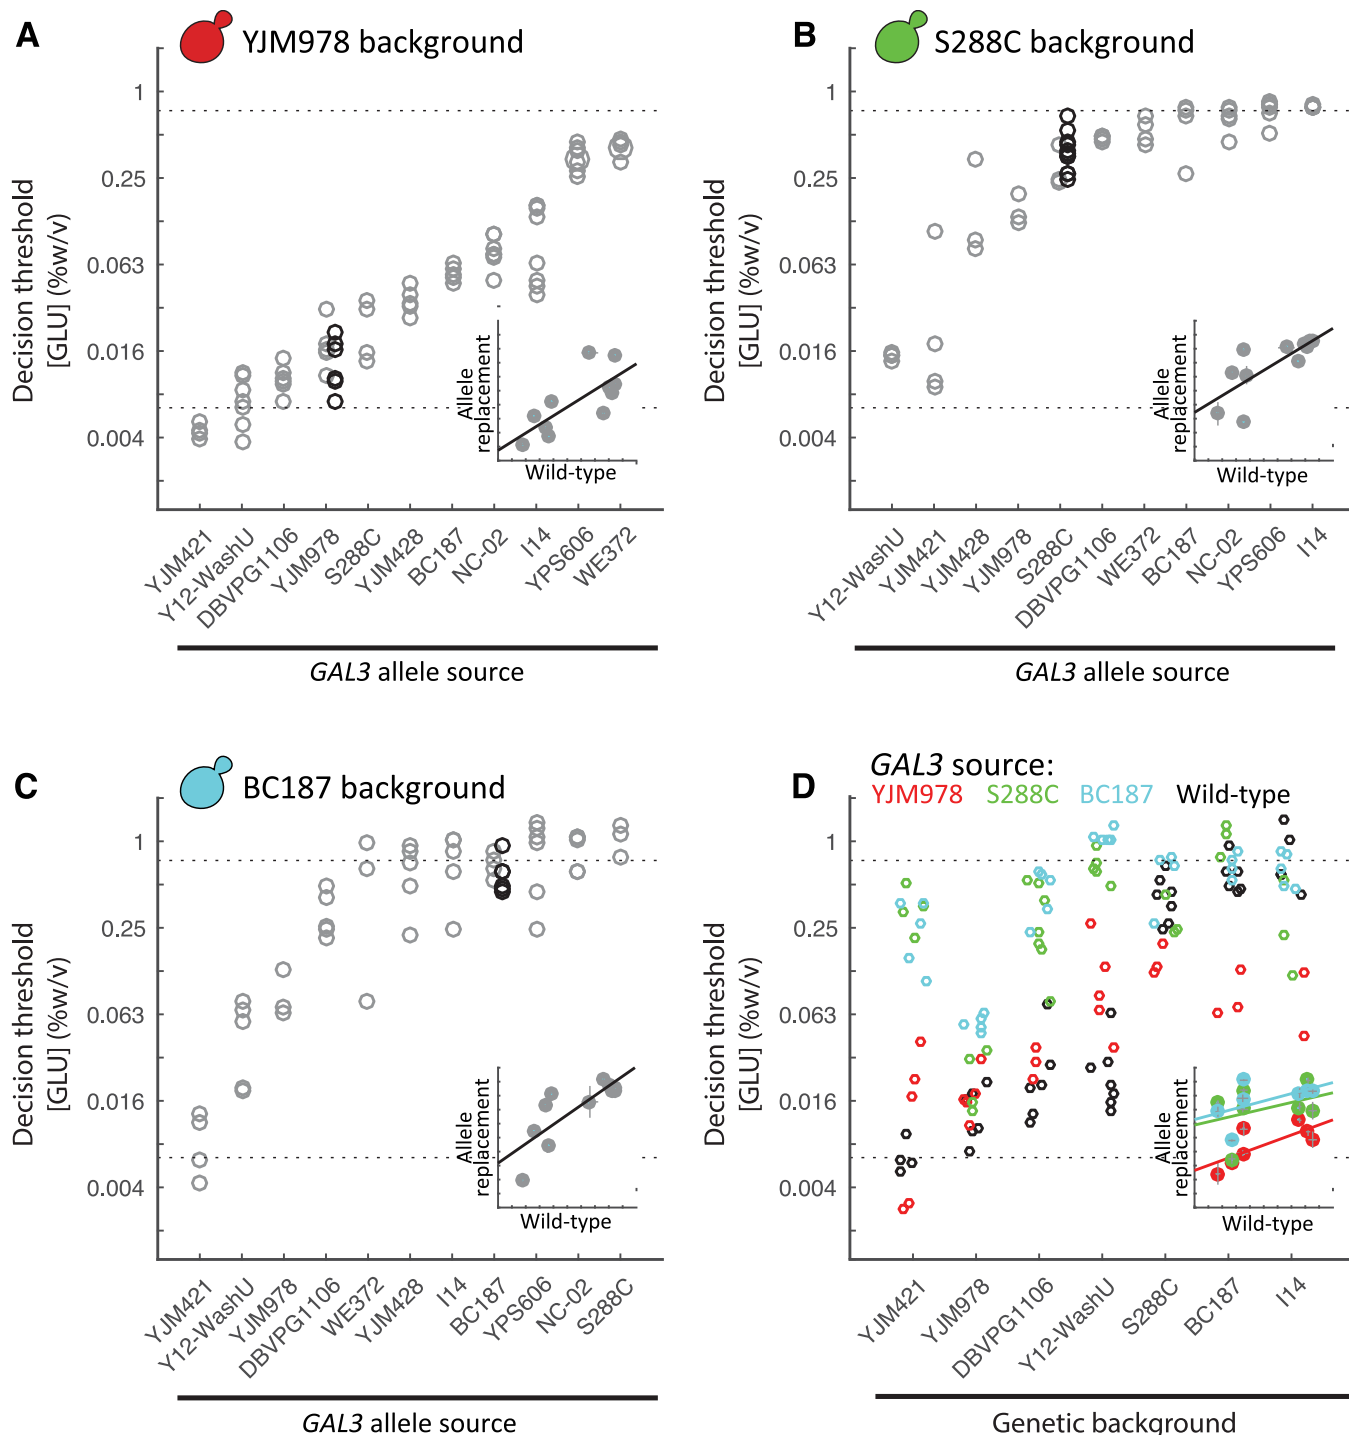 A
YJM978 background
Decision threshold
[GLU] (%w/v)
1
0.25
0.063
0.016
0.004
Allele
replacement
Wild-type
YJM421
Y12-WashU
DBVPG1106
YJM978
S288C
YJM428
BC187
NC-02
I14
YPS606
WE372
GAL3 allele source
B
S288C background
Decision threshold
[GLU] (%w/v)
1
0.25
0.063
0.016
0.004
Allele
replacement
Wild-type
Y12-WashU
YJM421
YJM428
YJM978
S288C
DBVPG1106
WE372
BC187
NC-02
YPS606
I14
GAL3 allele source
C
BC187 background
Decision threshold
[GLU] (%w/v)
1
0.25
0.063
0.016
0.004
Allele
replacement
Wild-type
YJM421
Y12-WashU
YJM978
DBVPG1106
WE372
YJM428
I14
BC187
YPS606
NC-02
S288C
GAL3 allele source
D
GAL3 source:
YJM978 S288C BC187 Wild-type
Decision threshold
[GLU] (%w/v)
1
0.25
0.063
0.016
0.004
Allele
replacement
Wild-type
YJM421
YJM978
DBVPG1106
Y12-WashU
S288C
BC187
I14
Genetic background